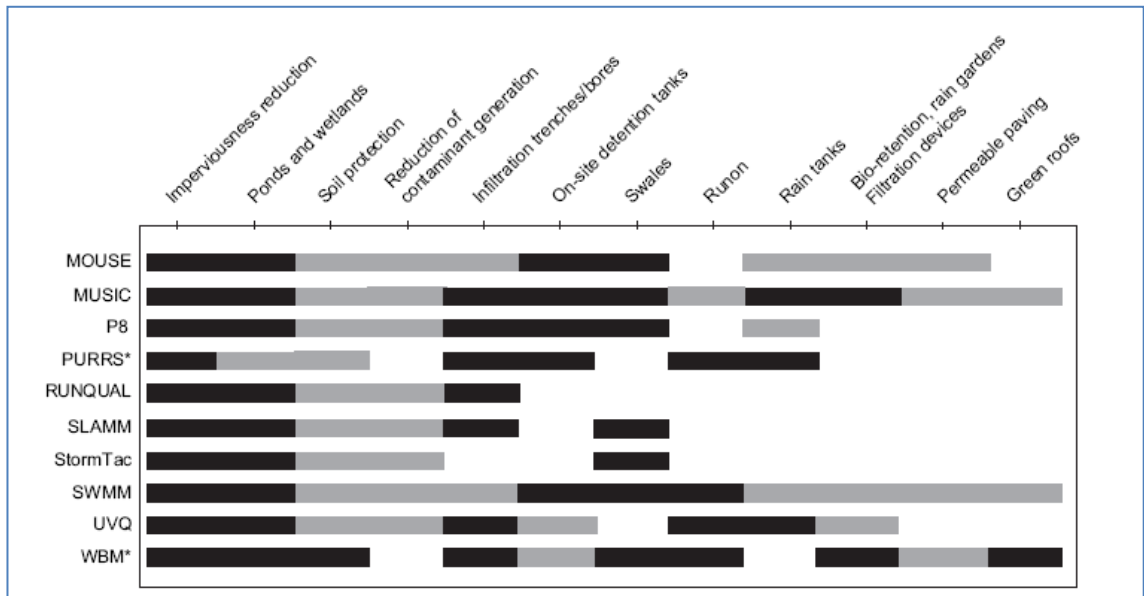 Imperviousness reduction
Ponds and wetlands
Soil protection
Reduction of
contaminant generation
Infiltration trenches/bores
On-site detention tanks
Swales
Runon
Rain tanks
Bio-retention, rain gardens
Filtration devices
Permeable paving
Green roofs
MOUSE
MUSIC
P8
PURRS*
RUNQUAL
SLAMM
StormTac
SWMM
UVQ
WBM*